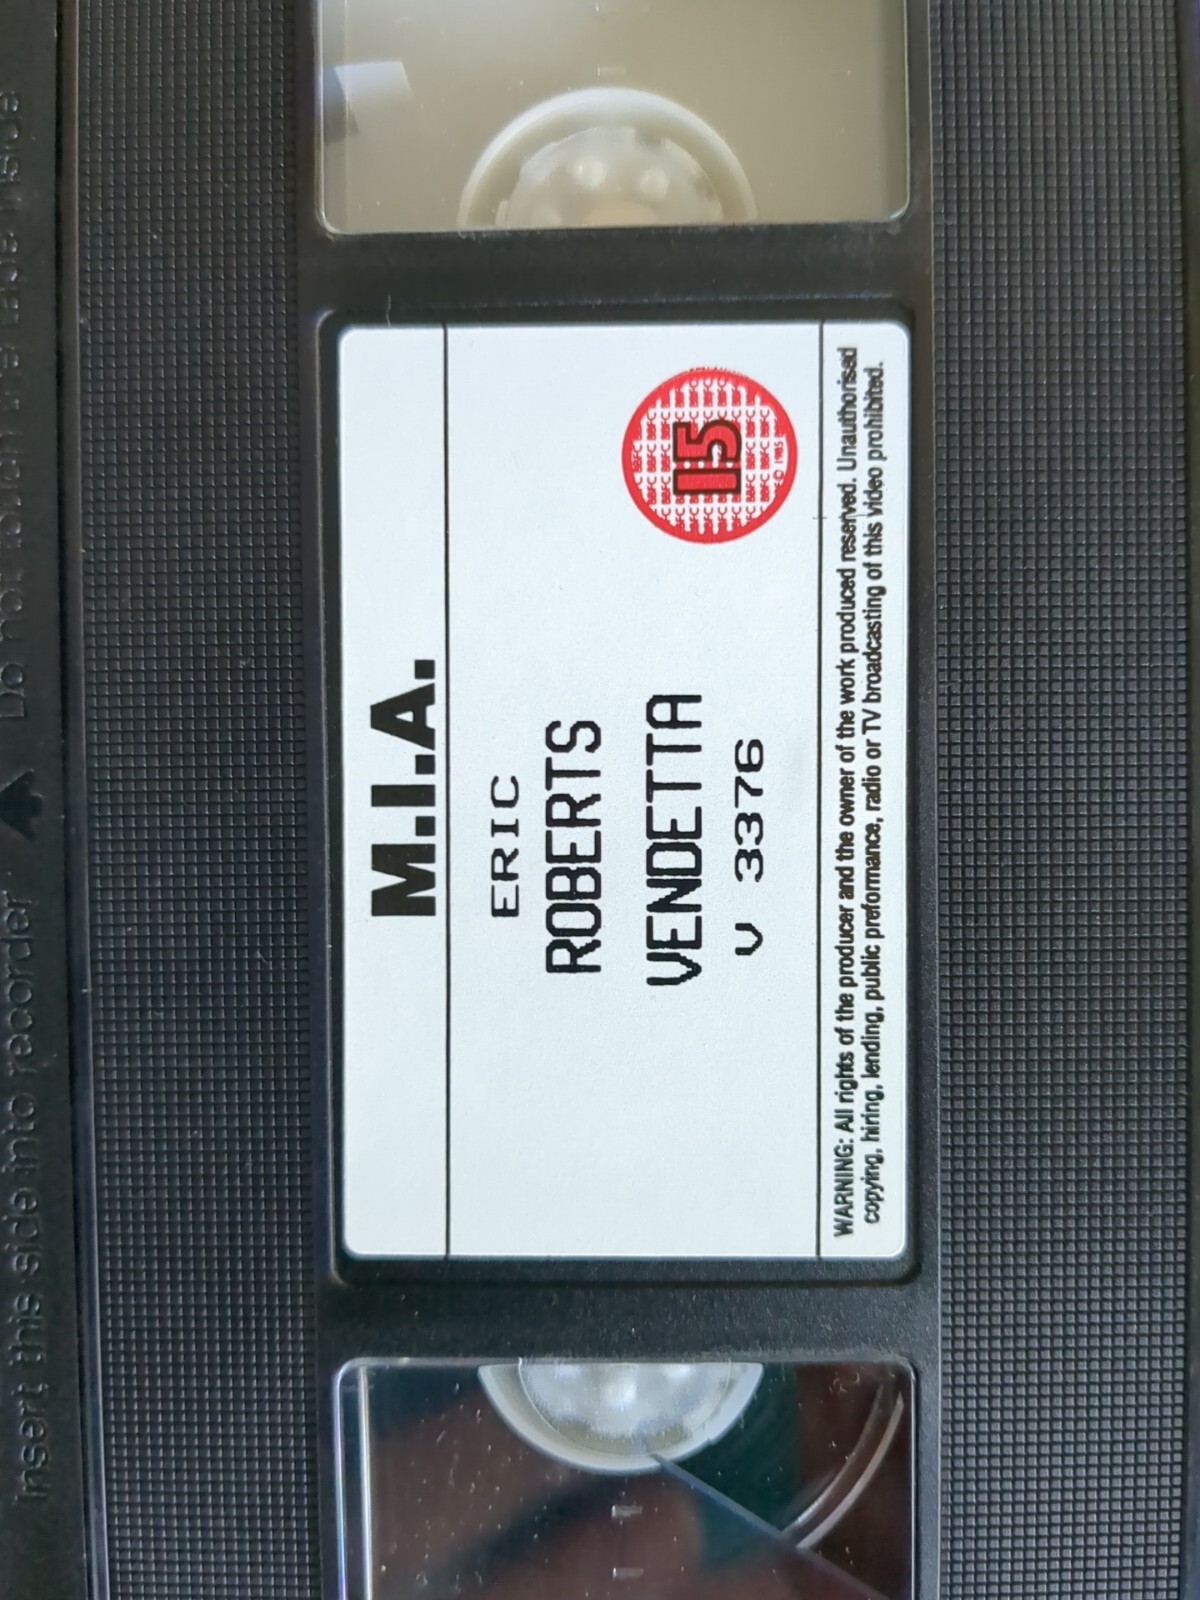 M.I.A.
ERIC
ROBERTS
VENDETTA
V 3376
15
© 1985
WARNING: All rights of the producer and the owner of the work produced reserved. Unauthorised
copying, hiring, lending, public preformance, radio or TV broadcasting of this video prohibited.
Insert this side into recorder ▲ Do not touch the tape inside